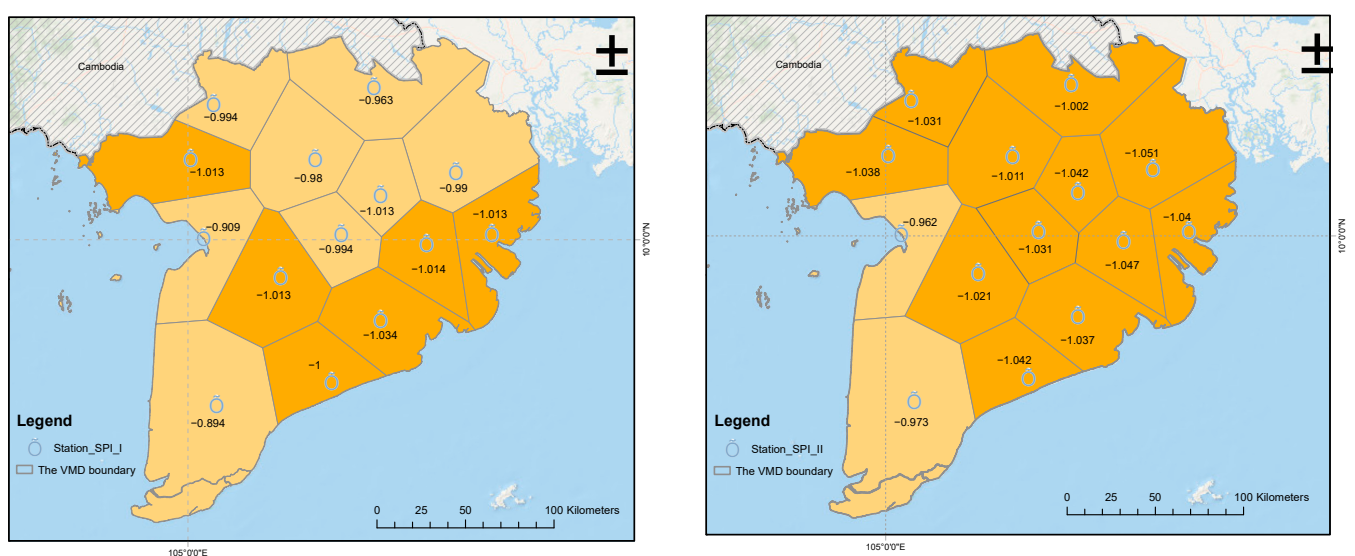 Cambodia
−0.963
−0.994
−1.013
−0.98
−0.99
−1.013
−1.013
−0.909
−0.994
−1.014
−1.013
−1.034
−1
−0.894
Legend
Station_SPI_I
The VMD boundary
0 25 50 100 Kilometers
105°0'0"E
10°0'0"N
Cambodia
−1.002
−1.031
−1.051
−1.038
−1.011
−1.042
−1.04
−0.962
−1.031
−1.047
−1.021
−1.037
−1.042
−0.973
Legend
Station_SPI_II
The VMD boundary
0 25 50 100 Kilometers
105°0'0"E
10°0'0"N